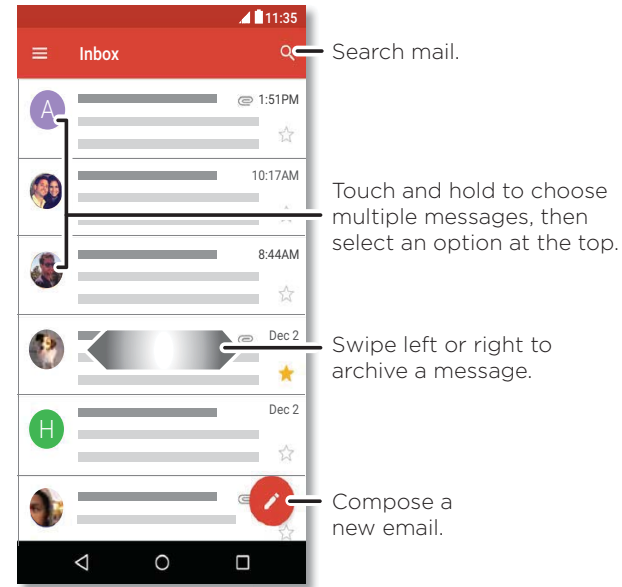 11:35
Inbox
Search mail.
A
1:51PM
10:17AM
Touch and hold to choose
multiple messages, then
select an option at the top.
8:44AM
Dec 2
Swipe left or right to
archive a message.
H
Dec 2
Compose a
new email.